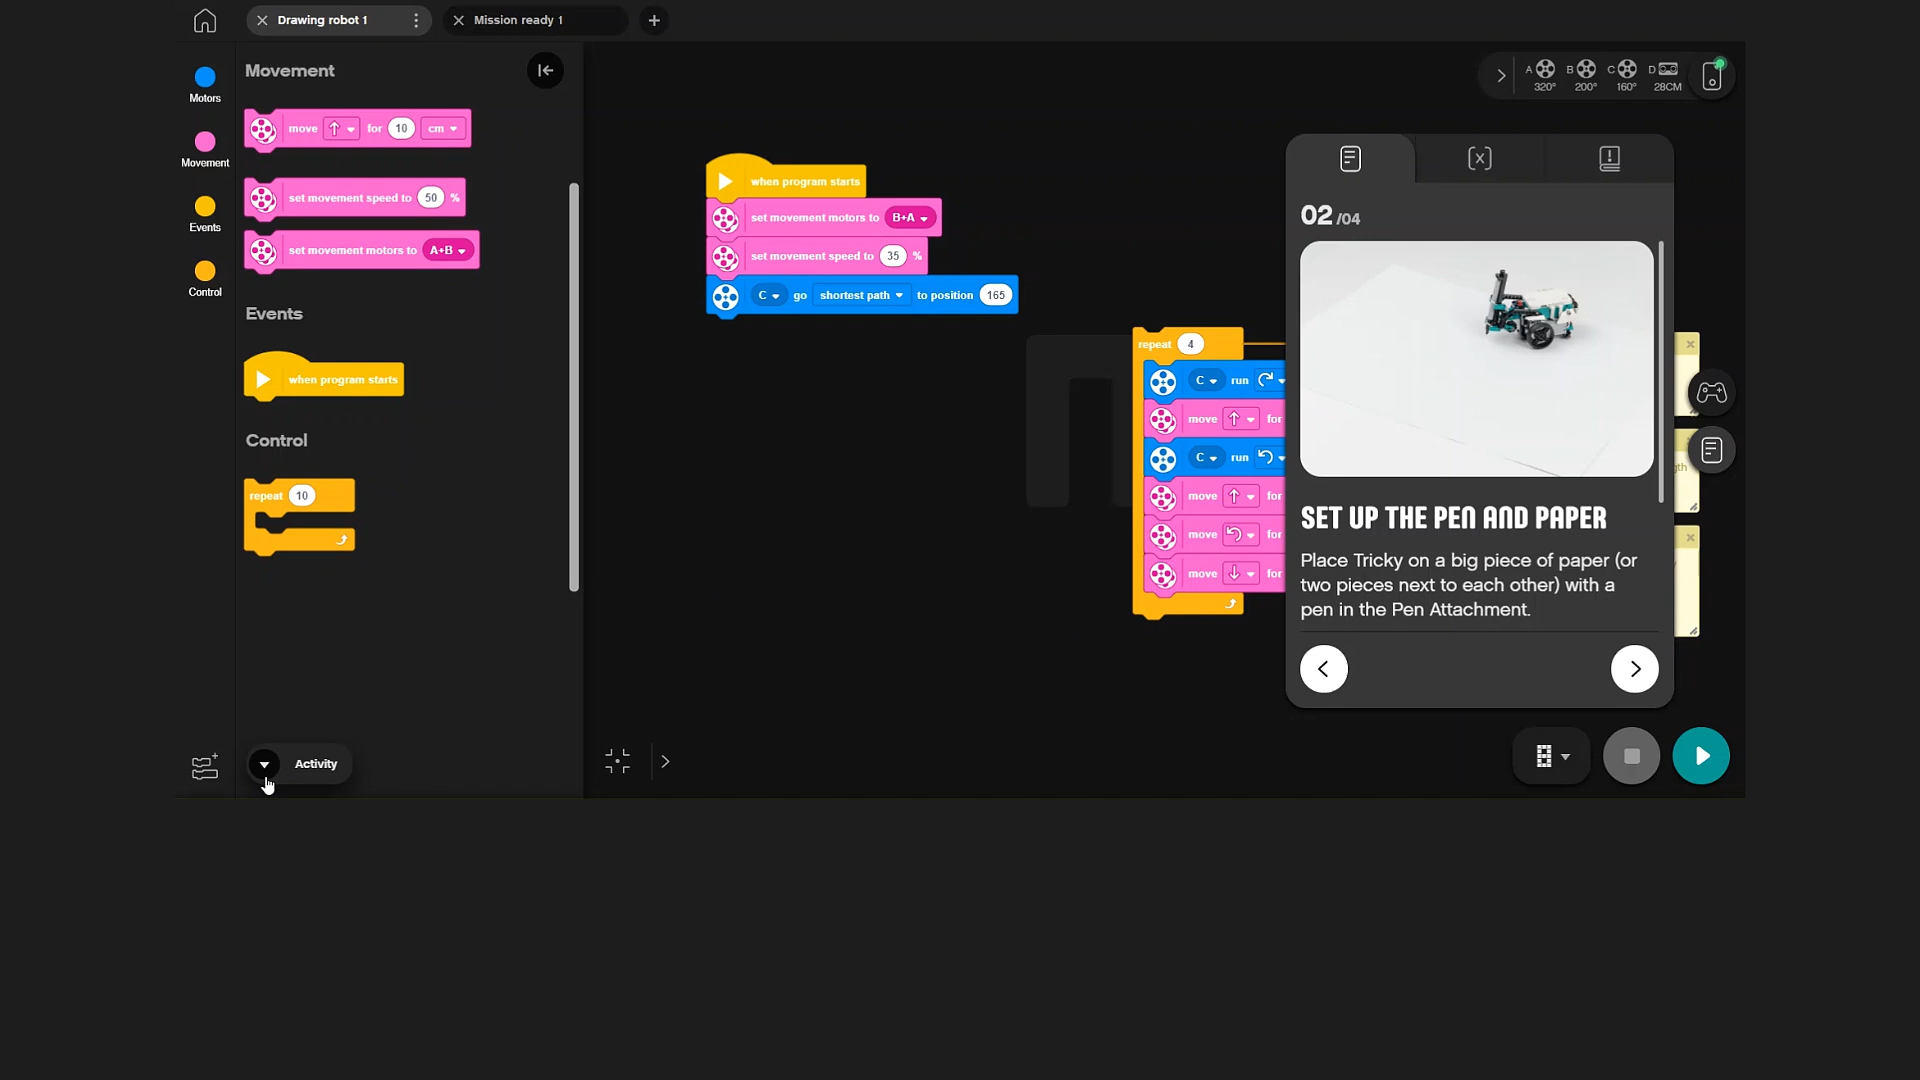 Drawing robot 1
Mission ready 1
Motors
Movement
Events
Control
Movement
move for 10 cm
set movement speed to 50 %
set movement motors to A+B
Events
when program starts
Control
repeat 10
Activity
when program starts
set movement motors to B+A
set movement speed to 35 %
C go shortest path to position 165
repeat 4
C run
move for
C run
move for
move for
move for
A B C D
320° 200° 160° 28CM
02 /04
SET UP THE PEN AND PAPER
Place Tricky on a big piece of paper (or
two pieces next to each other) with a
pen in the Pen Attachment.